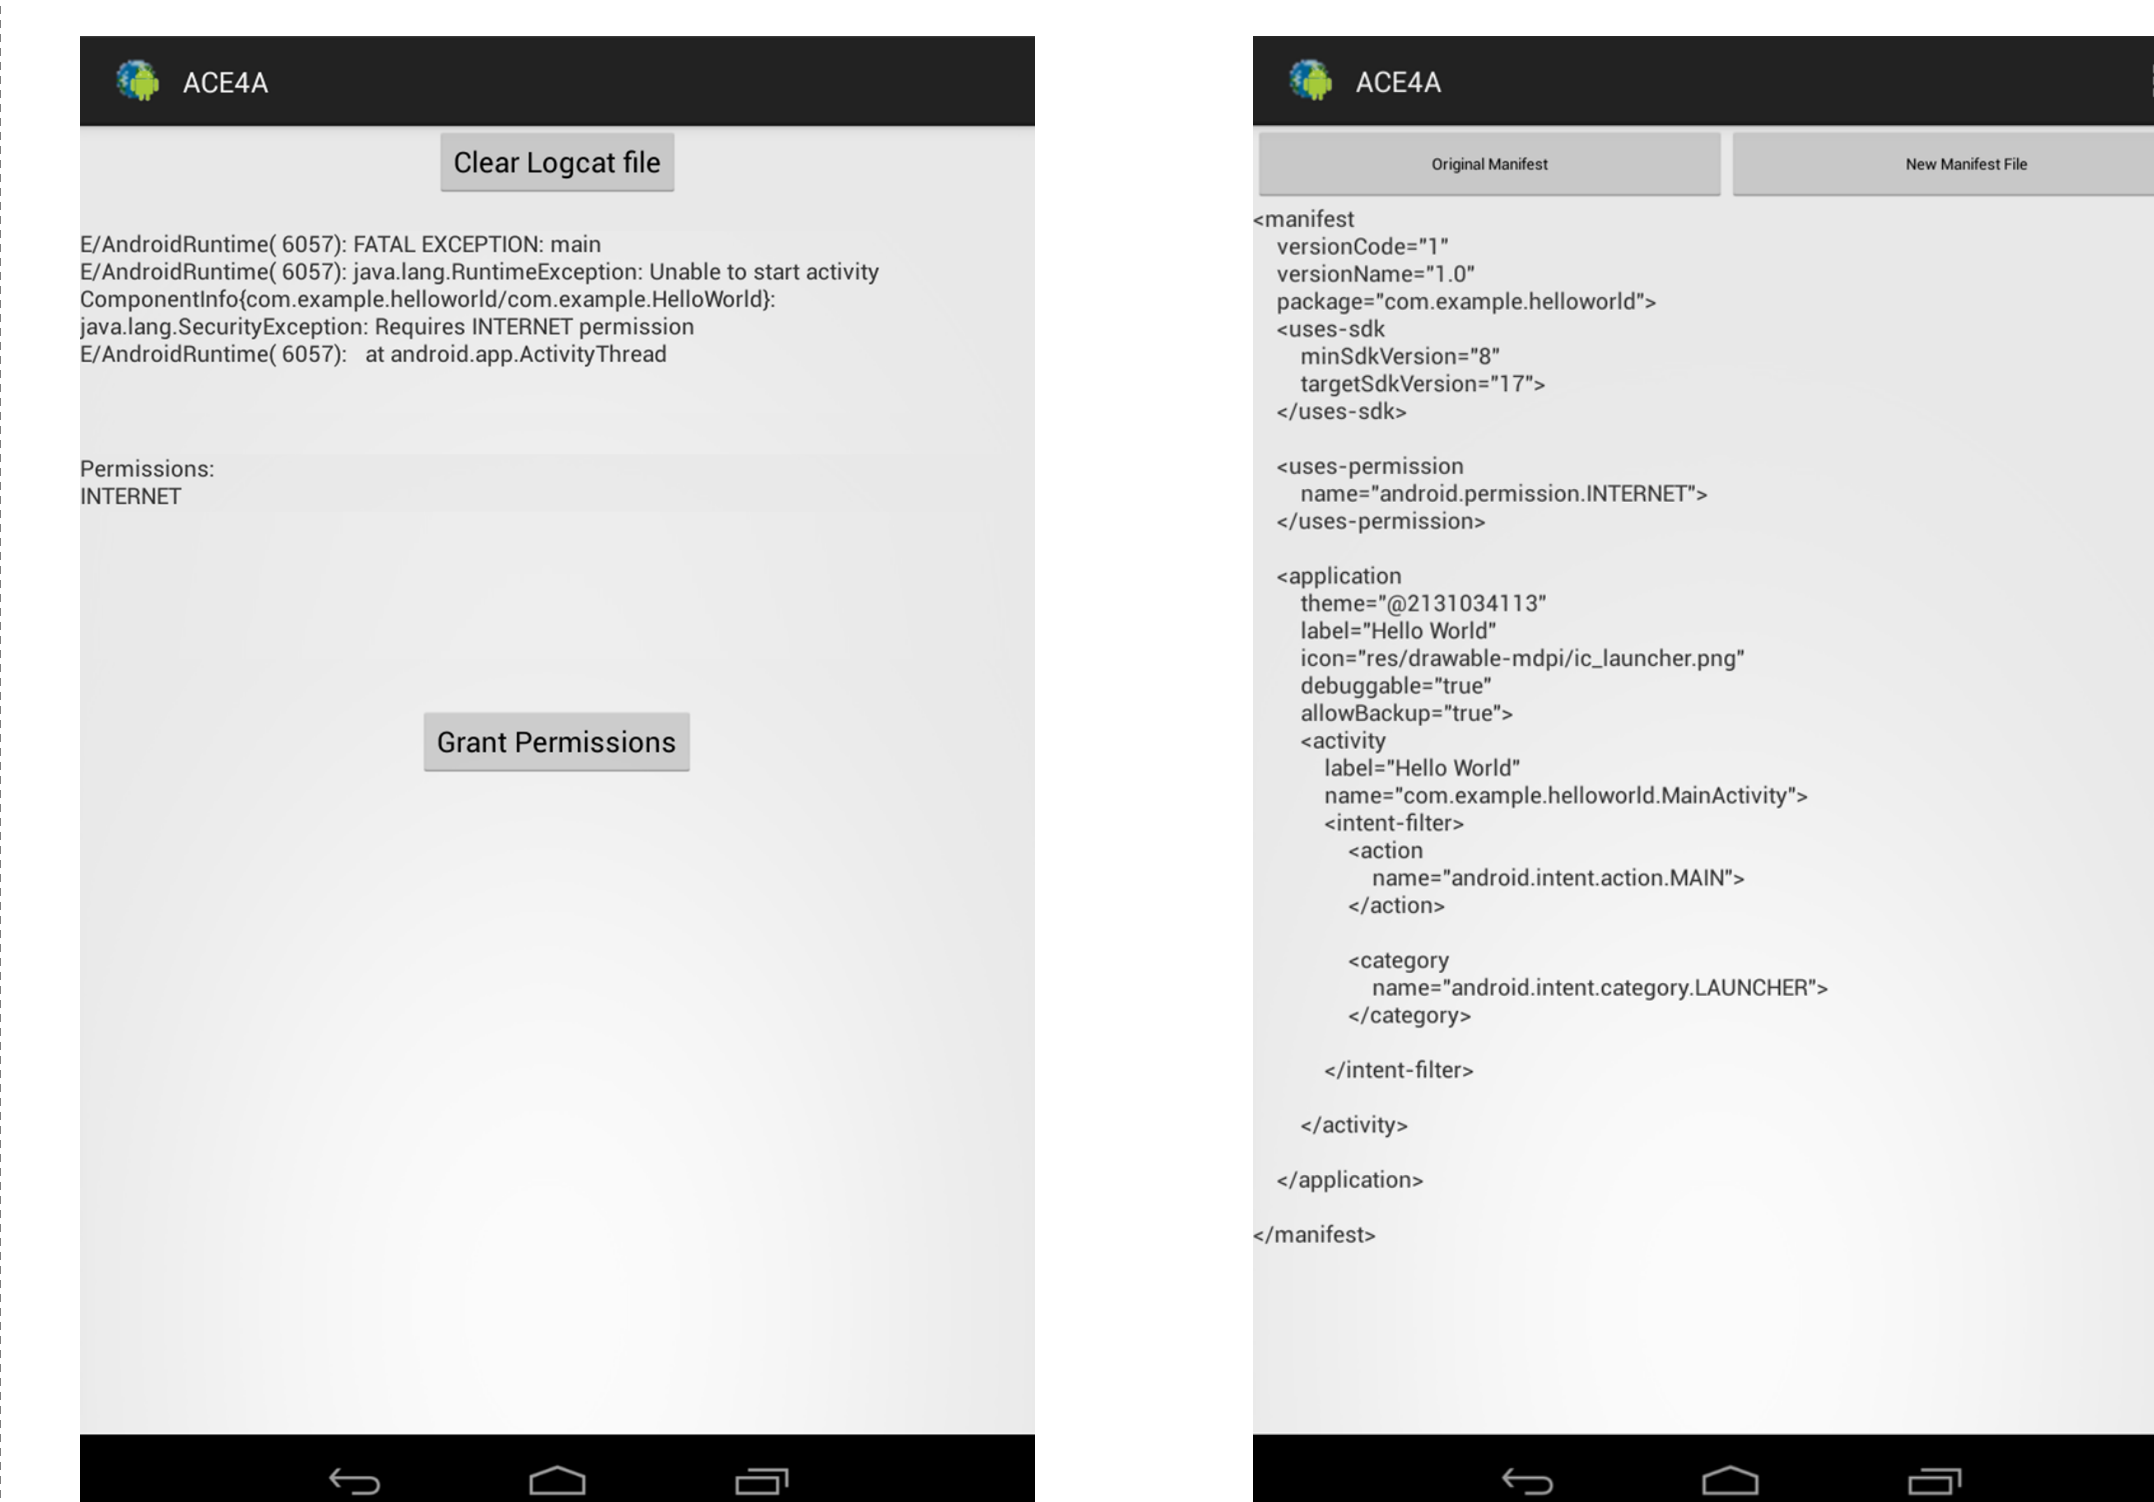 ACE4A
Clear Logcat file
E/AndroidRuntime( 6057): FATAL EXCEPTION: main
E/AndroidRuntime( 6057): java.lang.RuntimeException: Unable to start activity
ComponentInfo{com.example.helloworld/com.example.HelloWorld}:
java.lang.SecurityException: Requires INTERNET permission
E/AndroidRuntime( 6057):   at android.app.ActivityThread
Permissions:
INTERNET
Grant Permissions
ACE4A
Original Manifest
New Manifest File
<manifest
versionCode="1"
versionName="1.0"
package="com.example.helloworld">
<uses-sdk
minSdkVersion="8"
targetSdkVersion="17">
</uses-sdk>
<uses-permission
name="android.permission.INTERNET">
</uses-permission>
<application
theme="@2131034113"
label="Hello World"
icon="res/drawable-mdpi/ic_launcher.png"
debuggable="true"
allowBackup="true">
<activity
label="Hello World"
name="com.example.helloworld.MainActivity">
<intent-filter>
<action
name="android.intent.action.MAIN">
</action>
<category
name="android.intent.category.LAUNCHER">
</category>
</intent-filter>
</activity>
</application>
</manifest>